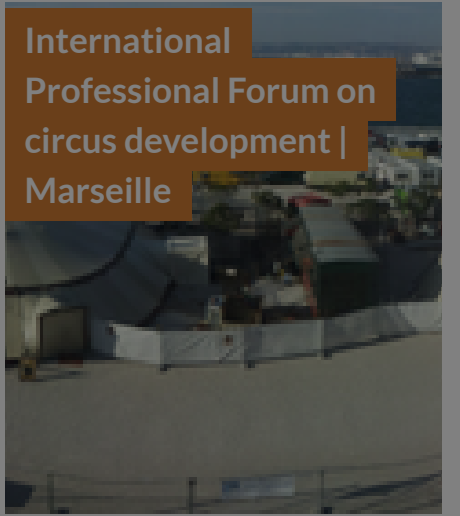 International
Professional Forum on
circus development |
Marseille